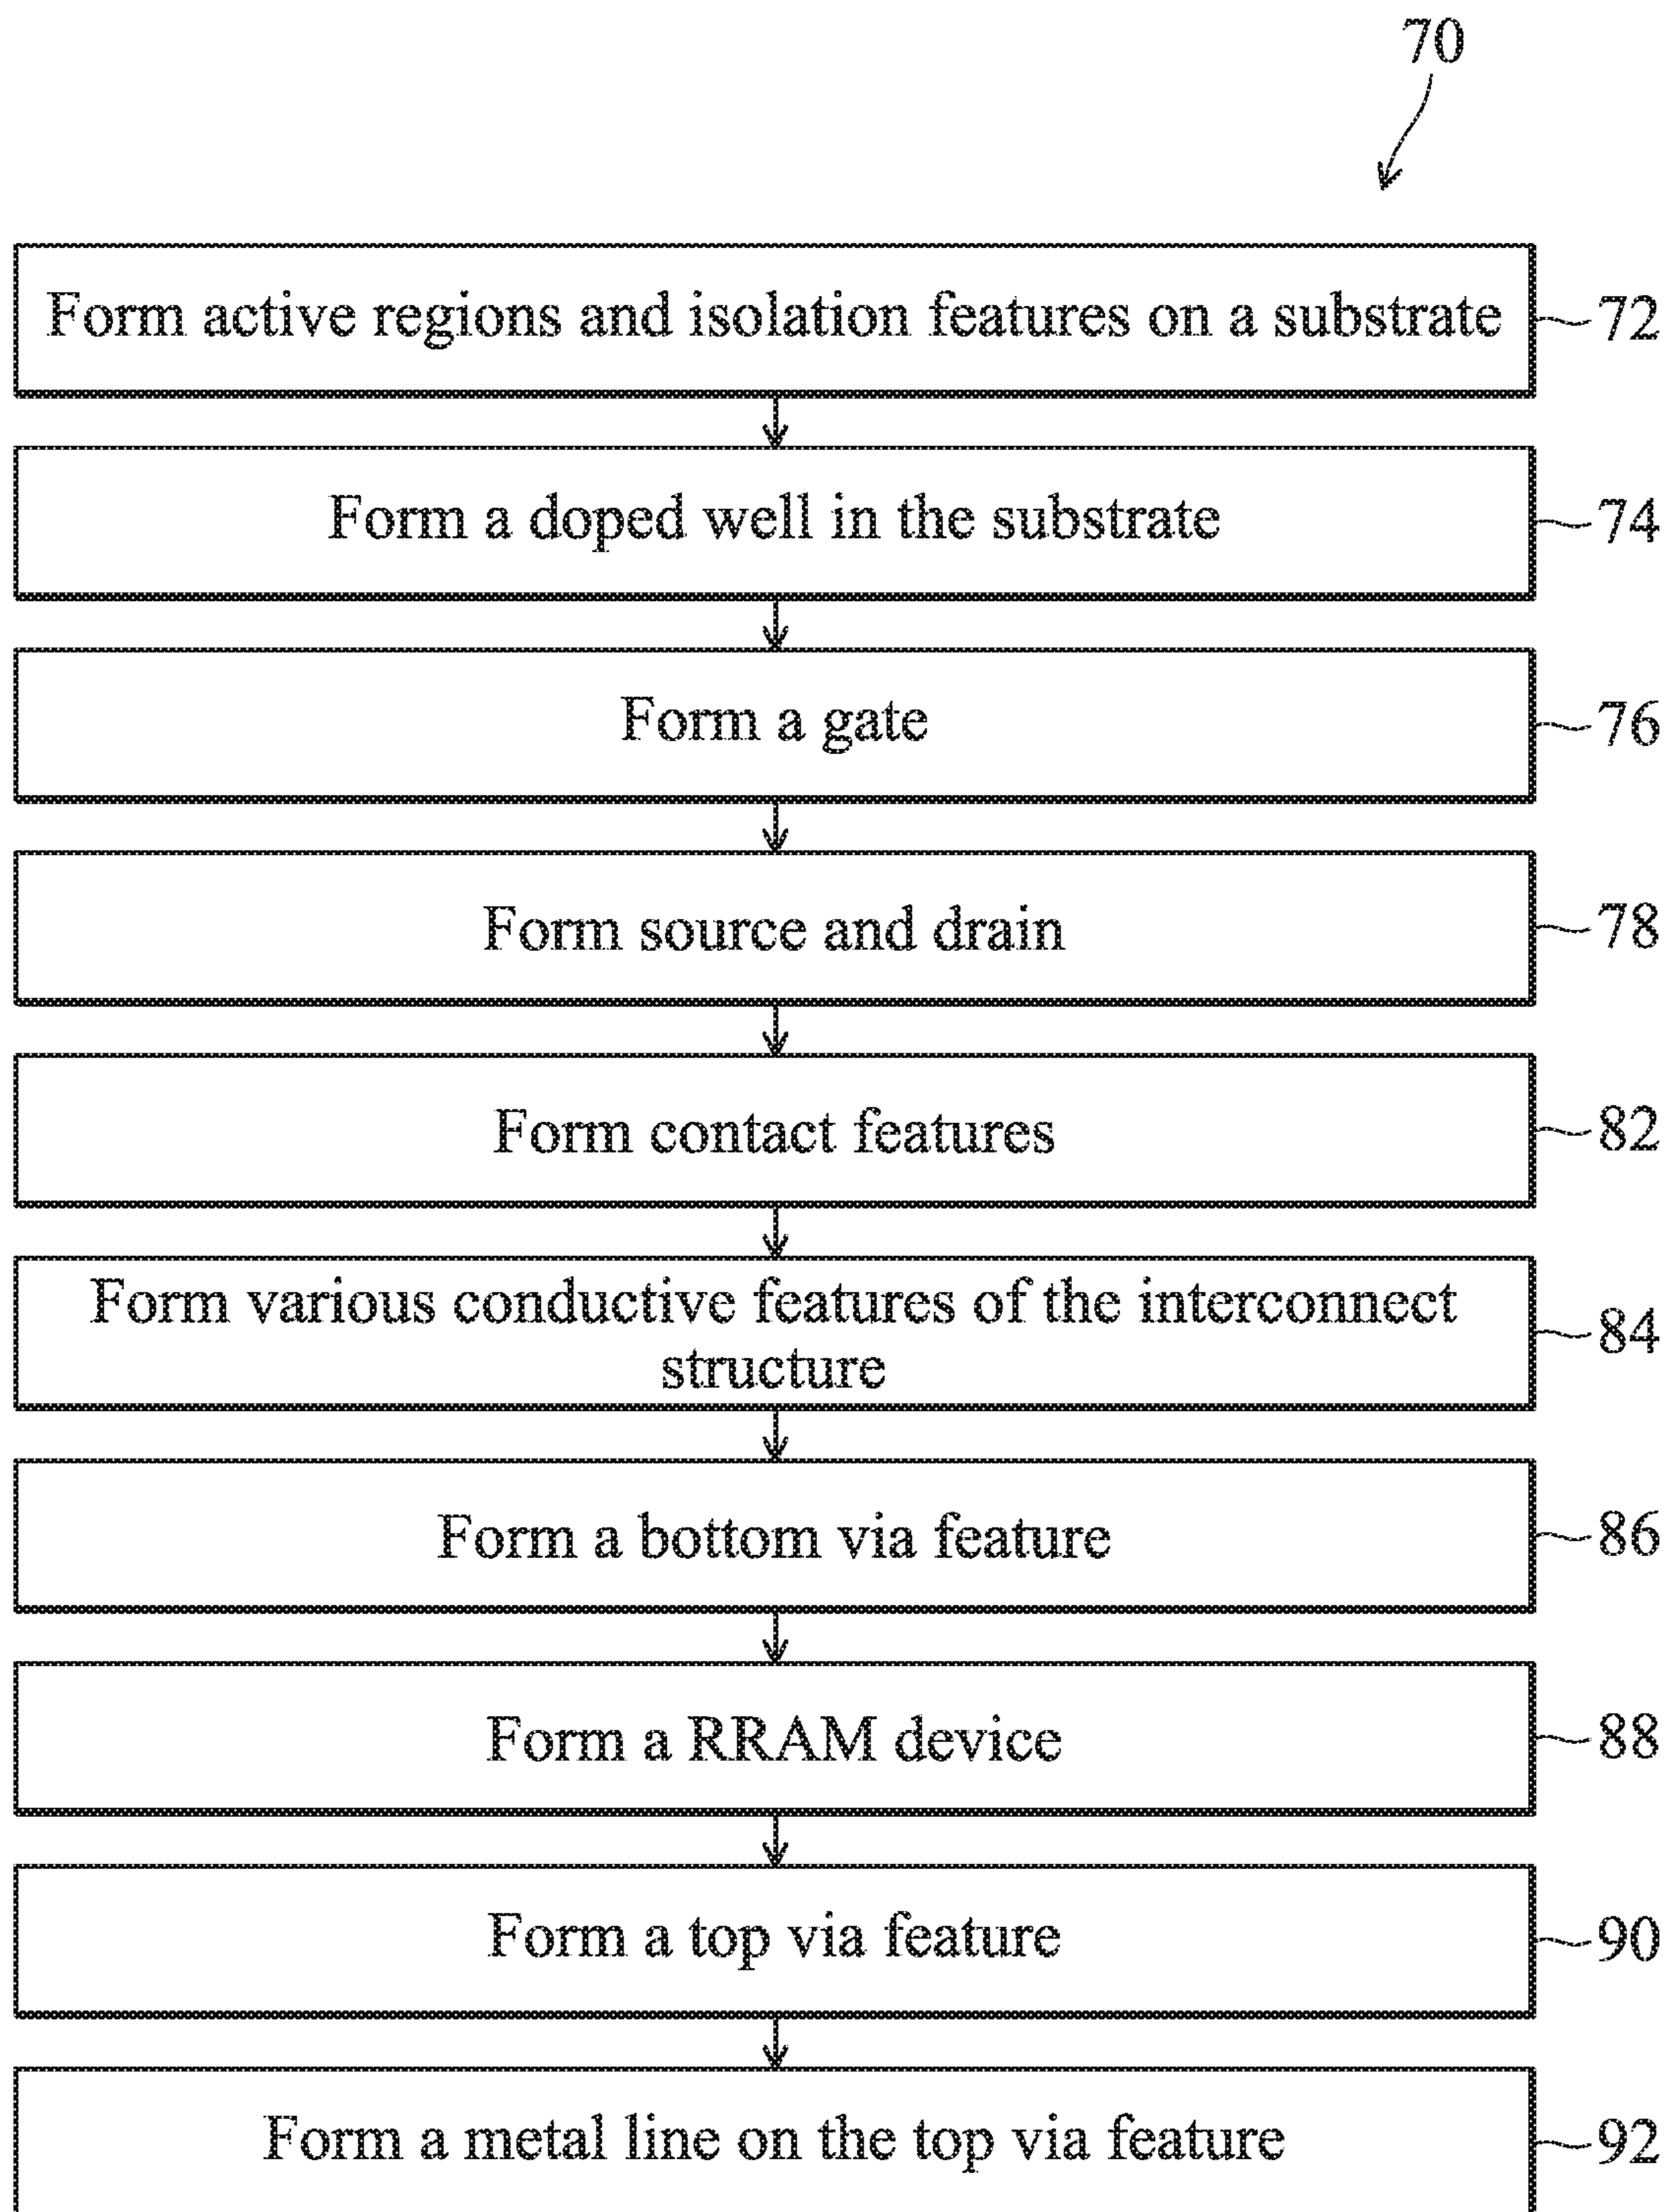 70
Form active regions and isolation features on a substrate
72
Form a doped well in the substrate
74
Form a gate
76
Form source and drain
78
Form contact features
82
Form various conductive features of the interconnect
structure
84
Form a bottom via feature
86
Form a RRAM device
88
Form a top via feature
90
Form a metal line on the top via feature
92